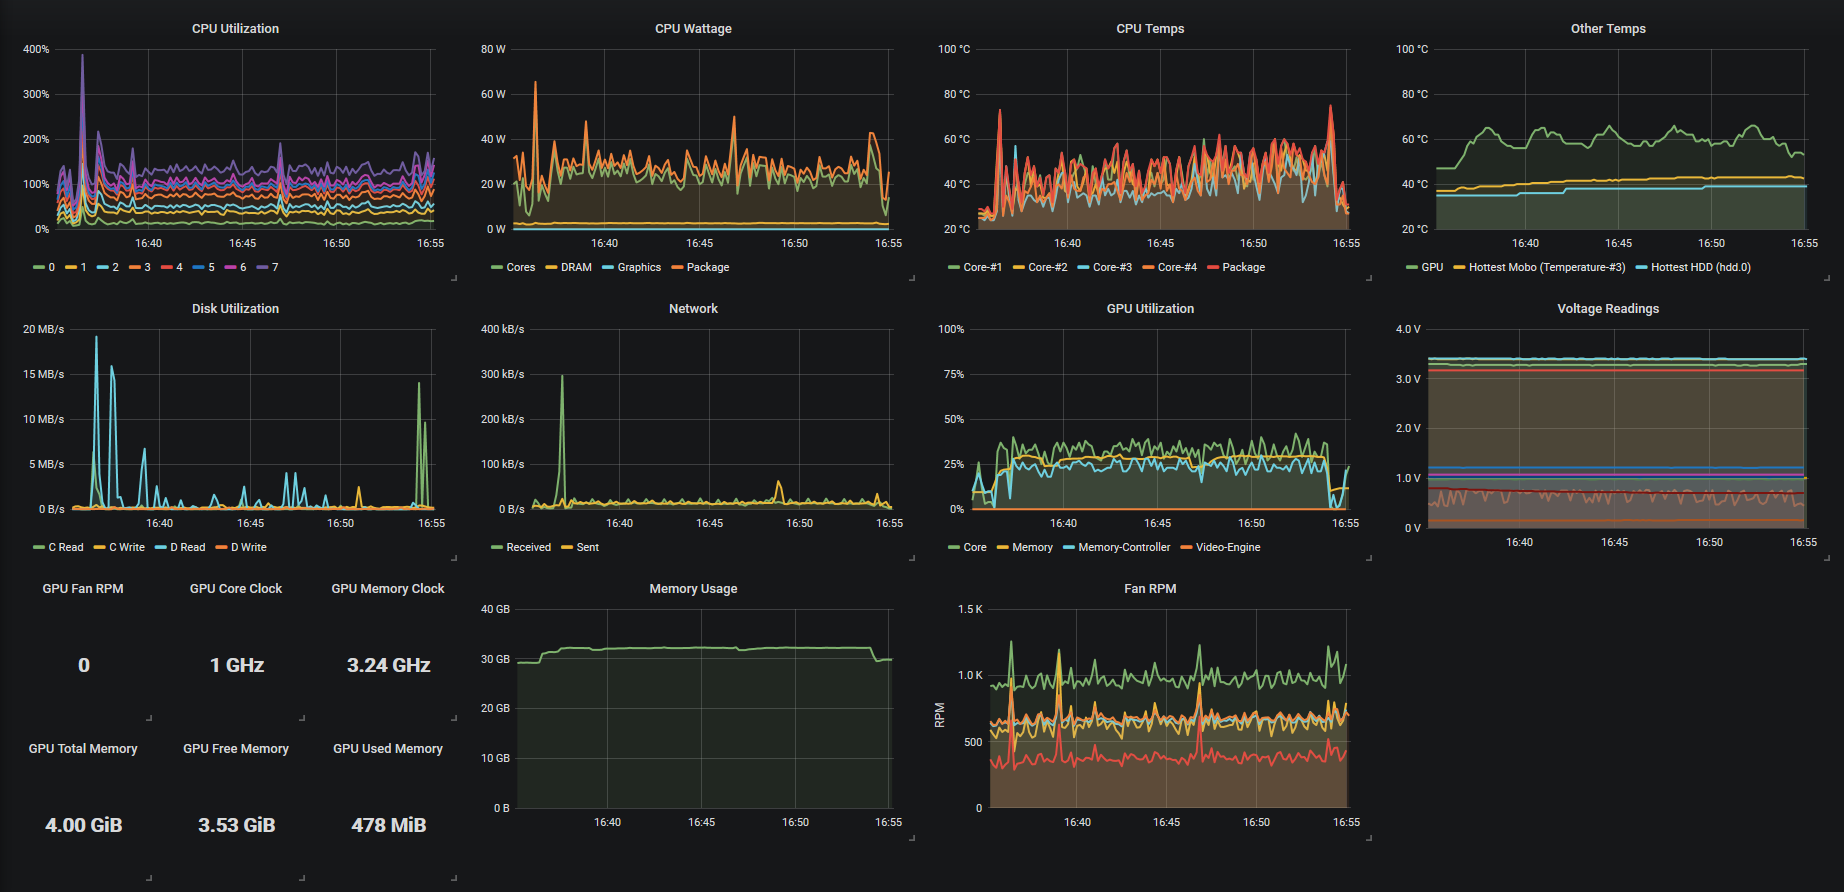 CPU Utilization
400%
300%
200%
100%
0%
16:40 16:45 16:50 16:55
0 1 2 3 4 5 6 7
CPU Wattage
80 W
60 W
40 W
20 W
0 W
16:40 16:45 16:50 16:55
Cores DRAM Graphics Package
CPU Temps
100 °C
80 °C
60 °C
40 °C
20 °C
16:40 16:45 16:50 16:55
Core-#1 Core-#2 Core-#3 Core-#4 Package
Other Temps
100 °C
80 °C
60 °C
40 °C
20 °C
16:40 16:45 16:50 16:55
GPU Hottest Mobo (Temperature-#3) Hottest HDD (hdd.0)
Disk Utilization
20 MB/s
15 MB/s
10 MB/s
5 MB/s
0 B/s
16:40 16:45 16:50 16:55
C Read C Write D Read D Write
Network
400 kB/s
300 kB/s
200 kB/s
100 kB/s
0 B/s
16:40 16:45 16:50 16:55
Received Sent
GPU Utilization
100%
75%
50%
25%
0%
16:40 16:45 16:50 16:55
Core Memory Memory-Controller Video-Engine
Voltage Readings
4.0 V
3.0 V
2.0 V
1.0 V
0 V
16:40 16:45 16:50 16:55
GPU Fan RPM
0
GPU Core Clock
1 GHz
GPU Memory Clock
3.24 GHz
GPU Total Memory
4.00 GiB
GPU Free Memory
3.53 GiB
GPU Used Memory
478 MiB
Memory Usage
40 GB
30 GB
20 GB
10 GB
0 B
16:40 16:45 16:50 16:55
Fan RPM
RPM
1.5 K
1.0 K
500
0
16:40 16:45 16:50 16:55